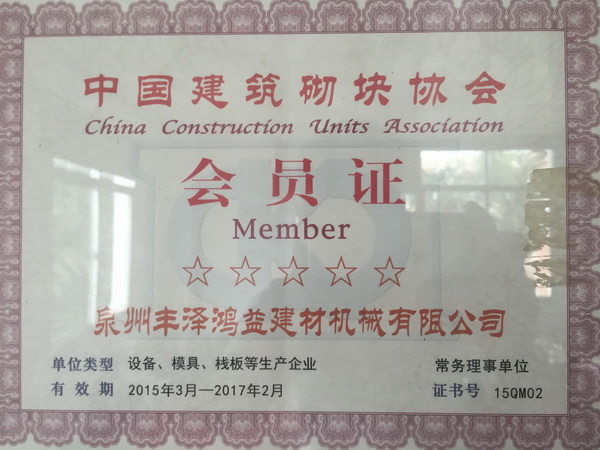 中国建筑砌块协会
China Construction Units Association
会员证
Member
☆☆☆☆☆
泉州丰泽鸿益建材机械有限公司
单位类型 设备、模具、栈板等生产企业 常务理事单位
有效期 2015年3月—2017年2月 证书号 15QM02